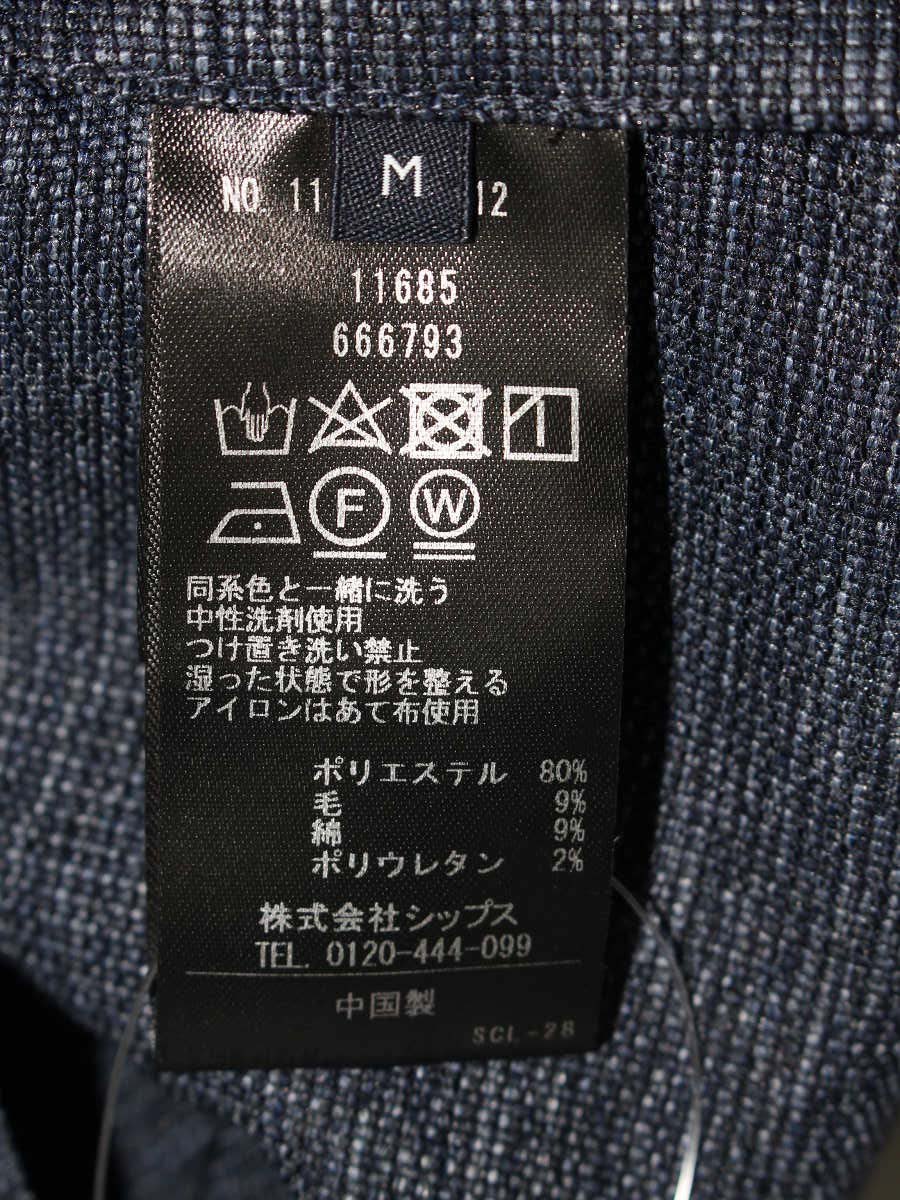 M
NO. 11 12
11685
666793
F W
同系色と一緒に洗う
中性洗剤使用
つけ置き洗い禁止
湿った状態で形を整える
アイロンはあて布使用
ポリエステル 80%
毛 9%
綿 9%
ポリウレタン 2%
株式会社シップス
TEL. 0120-444-099
中国製
SCL-28